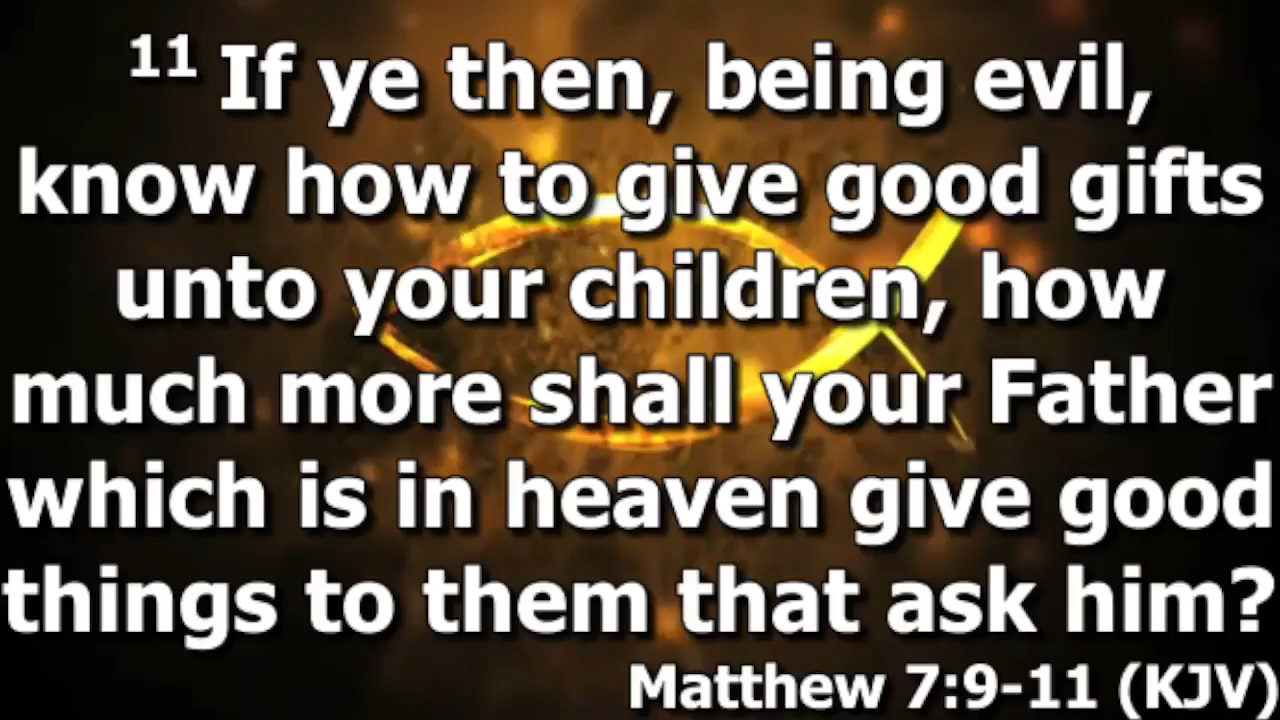 11 If ye then, being evil,
know how to give good gifts
unto your children, how
much more shall your Father
which is in heaven give good
things to them that ask him?
Matthew 7:9-11 (KJV)